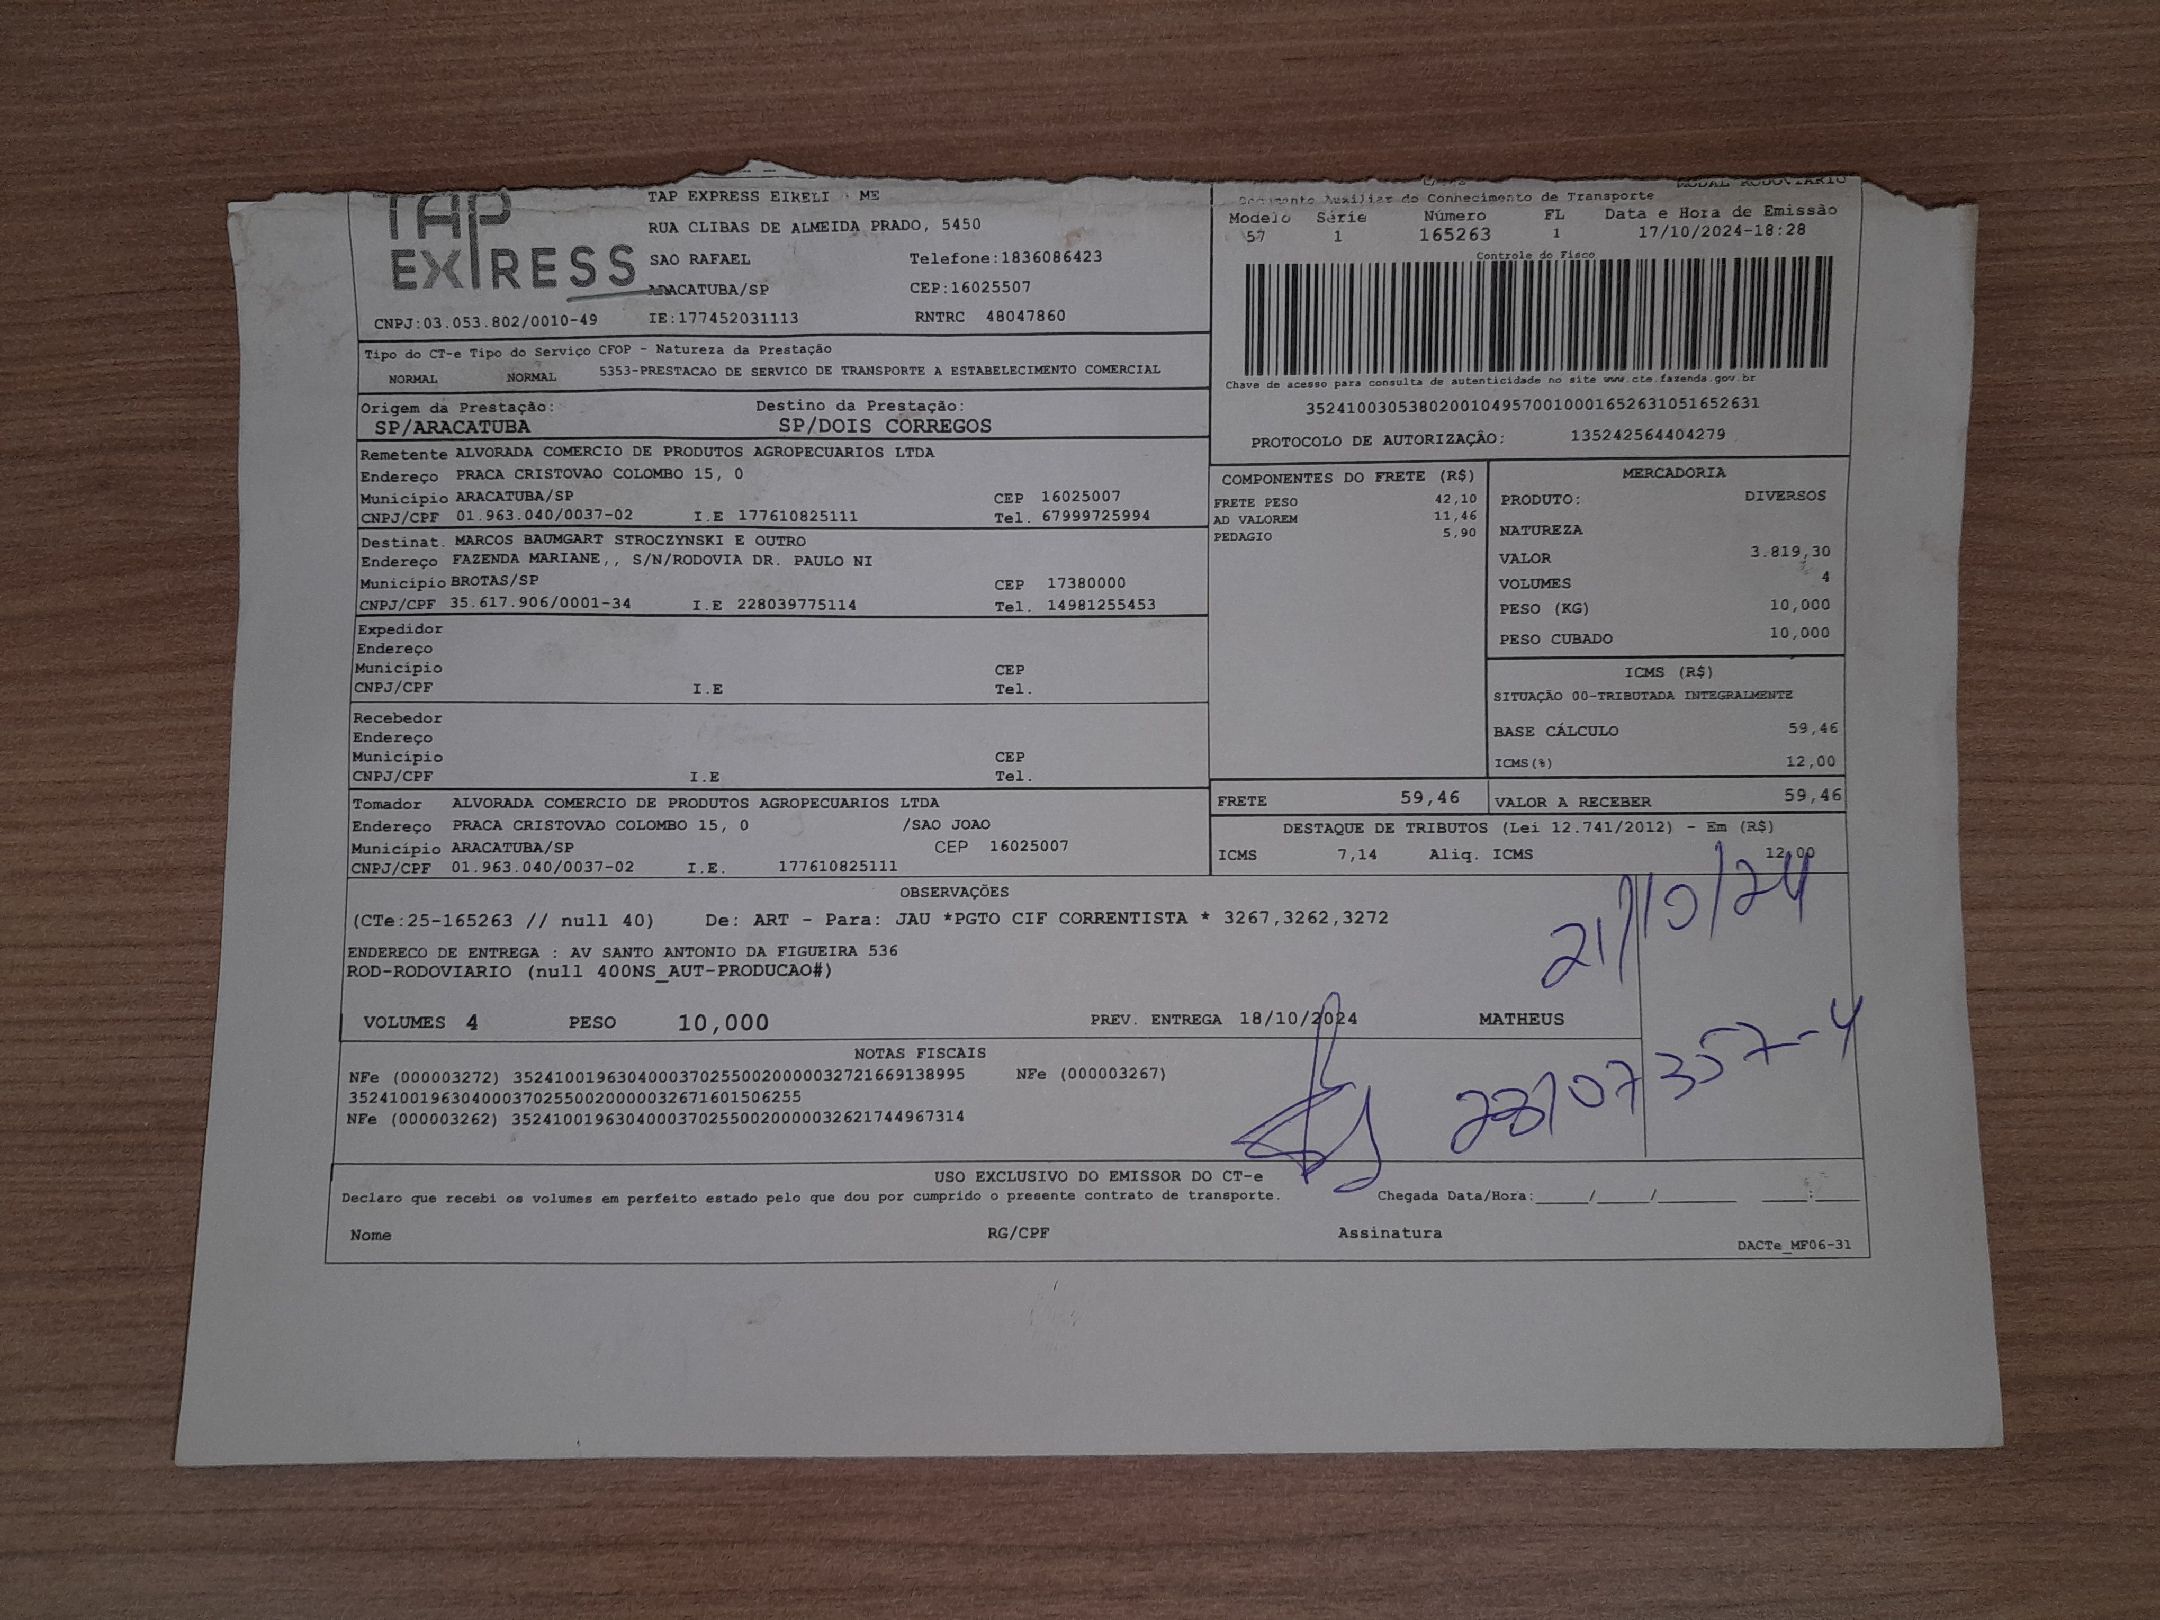 TAP EXPRESS
TAP EXPRESS EIRELI - ME
RUA CLIBAS DE ALMEIDA PRADO, 5450
SAO RAFAEL Telefone:1836086423
ARACATUBA/SP CEP:16025507
CNPJ:03.053.802/0010-49 IE:177452031113 RNTRC 48047860
MODAL RODOVIARIO
Documento Auxiliar do Conhecimento de Transporte
Modelo Série Número FL Data e Hora de Emissão
57 1 165263 1 17/10/2024-18:28
Controle do Fisco
Chave de acesso para consulta de autenticidade no site www.cte.fazenda.gov.br
35241003053802001049570010001652631051652631
PROTOCOLO DE AUTORIZAÇÂO: 135242564404279
Tipo do CT-e Tipo do Serviço CFOP - Natureza da Prestação
NORMAL NORMAL 5353-PRESTACAO DE SERVICO DE TRANSPORTE A ESTABELECIMENTO COMERCIAL
Origem da Prestação: Destino da Prestação:
SP/ARACATUBA SP/DOIS CORREGOS
Remetente ALVORADA COMERCIO DE PRODUTOS AGROPECUARIOS LTDA
Endereço PRACA CRISTOVAO COLOMBO 15, 0
Município ARACATUBA/SP CEP 16025007
CNPJ/CPF 01.963.040/0037-02 I.E 177610825111 Tel. 67999725994
Destinat. MARCOS BAUMGART STROCZYNSKI E OUTRO
Endereço FAZENDA MARIANE,, S/N/RODOVIA DR. PAULO NI
Município BROTAS/SP CEP 17380000
CNPJ/CPF 35.617.906/0001-34 I.E 228039775114 Tel. 14981255453
Expedidor
Endereço
Município CEP
CNPJ/CPF I.E Tel.
Recebedor
Endereço
Município CEP
CNPJ/CPF I.E Tel.
Tomador ALVORADA COMERCIO DE PRODUTOS AGROPECUARIOS LTDA
Endereço PRACA CRISTOVAO COLOMBO 15, 0 /SAO JOAO
Município ARACATUBA/SP CEP 16025007
CNPJ/CPF 01.963.040/0037-02 I.E. 177610825111
COMPONENTES DO FRETE (R$)
FRETE PESO 42,10
AD VALOREM 11,46
PEDAGIO 5,90
MERCADORIA
PRODUTO: DIVERSOS
NATUREZA
VALOR 3.819,30
VOLUMES 4
PESO (KG) 10,000
PESO CUBADO 10,000
ICMS (R$)
SITUAÇÃO 00-TRIBUTADA INTEGRALMENTE
BASE CÁLCULO 59,46
ICMS(%) 12,00
FRETE 59,46 VALOR A RECEBER 59,46
DESTAQUE DE TRIBUTOS (Lei 12.741/2012) - Em (R$)
ICMS 7,14 Aliq. ICMS 12,00
OBSERVAÇÕES
(CTe:25-165263 // null 40) De: ART - Para: JAU *PGTO CIF CORRENTISTA * 3267,3262,3272
21/10/24
ENDERECO DE ENTREGA : AV SANTO ANTONIO DA FIGUEIRA 536
ROD-RODOVIARIO (null 400NS_AUT-PRODUCAO#)
VOLUMES 4 PESO 10,000 PREV. ENTREGA 18/10/2024 MATHEUS
NOTAS FISCAIS
NFe (000003272) 35241001963040003702550020000032721669138995 NFe (000003267)
35241001963040003702550020000032671601506255
NFe (000003262) 35241001963040003702550020000032621744967314
USO EXCLUSIVO DO EMISSOR DO CT-e
Declaro que recebi os volumes em perfeito estado pelo que dou por cumprido o presente contrato de transporte. Chegada Data/Hora:____/____/______ ___:___
Nome RG/CPF Assinatura
DACTe_MF06-31